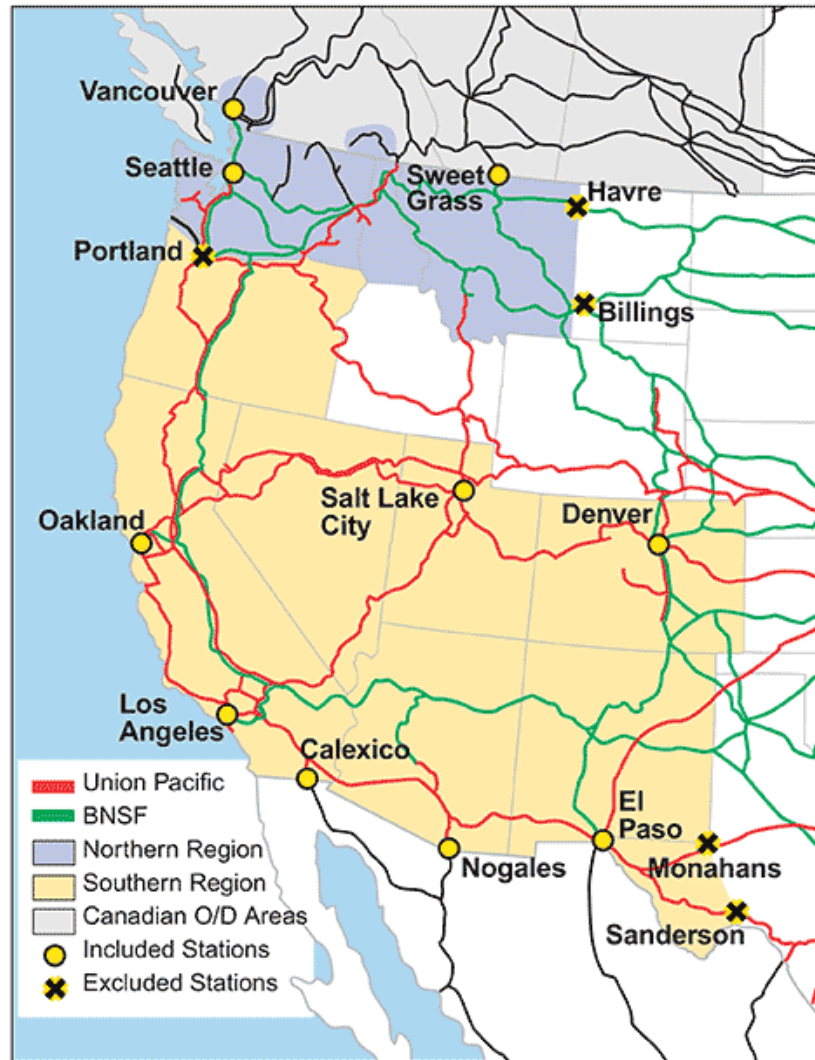 Vancouver
Seattle
Sweet
Grass
Havre
Portland
Billings
Salt Lake
City
Oakland
Denver
Los
Angeles
Calexico
El
Paso
Nogales
Monahans
Sanderson
Union Pacific
BNSF
Northern Region
Southern Region
Canadian O/D Areas
Included Stations
Excluded Stations